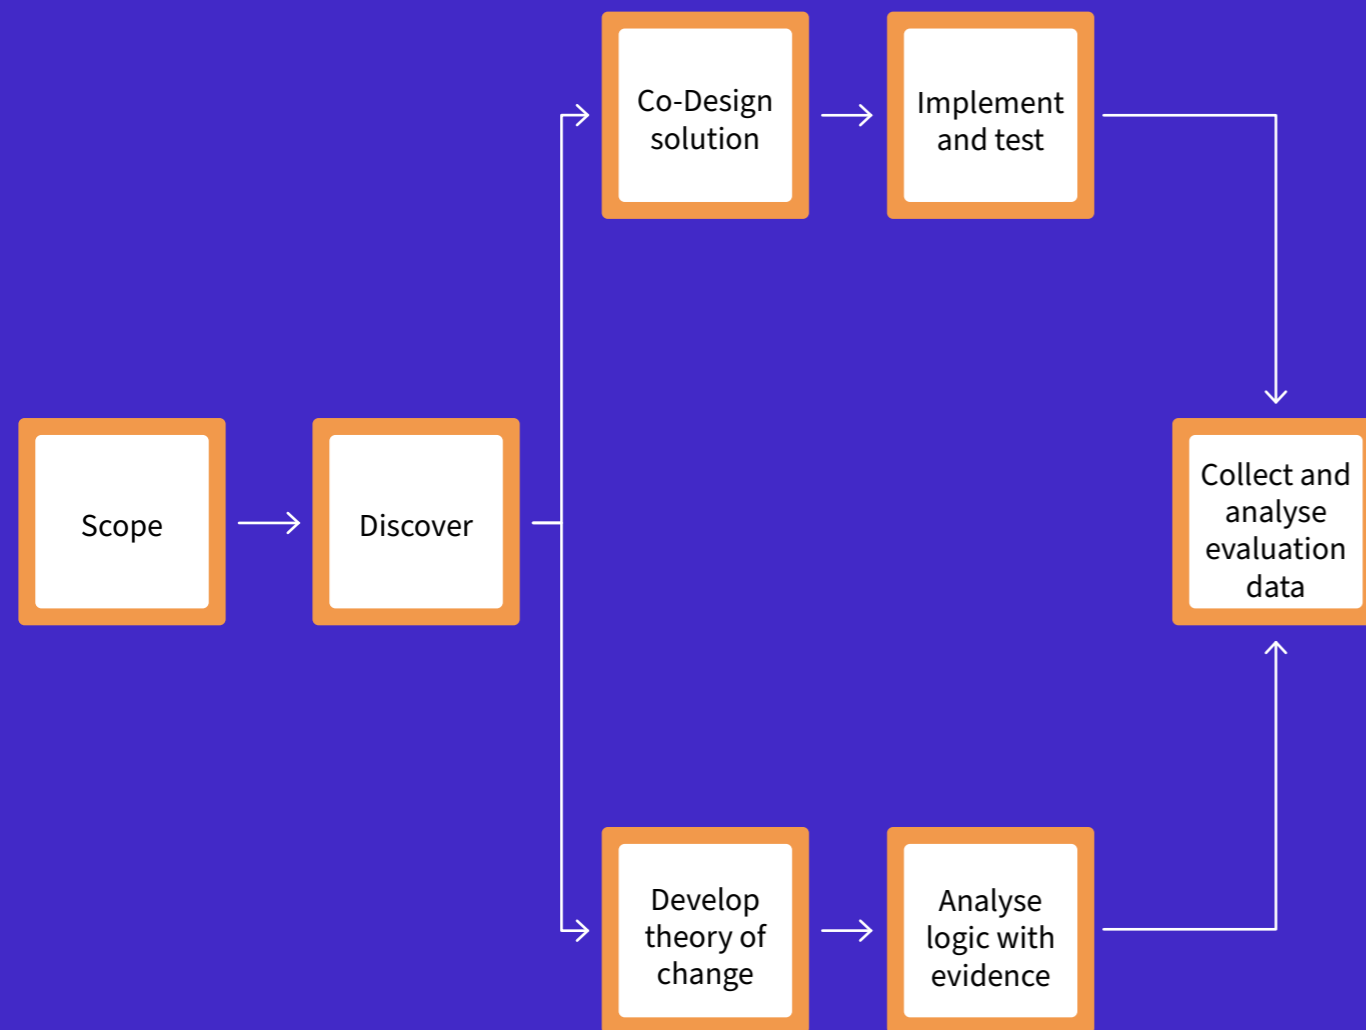 Co-Design
solution
Implement
and test
Scope
Discover
Collect and
analyse
evaluation
data
Develop
theory of
change
Analyse
logic with
evidence